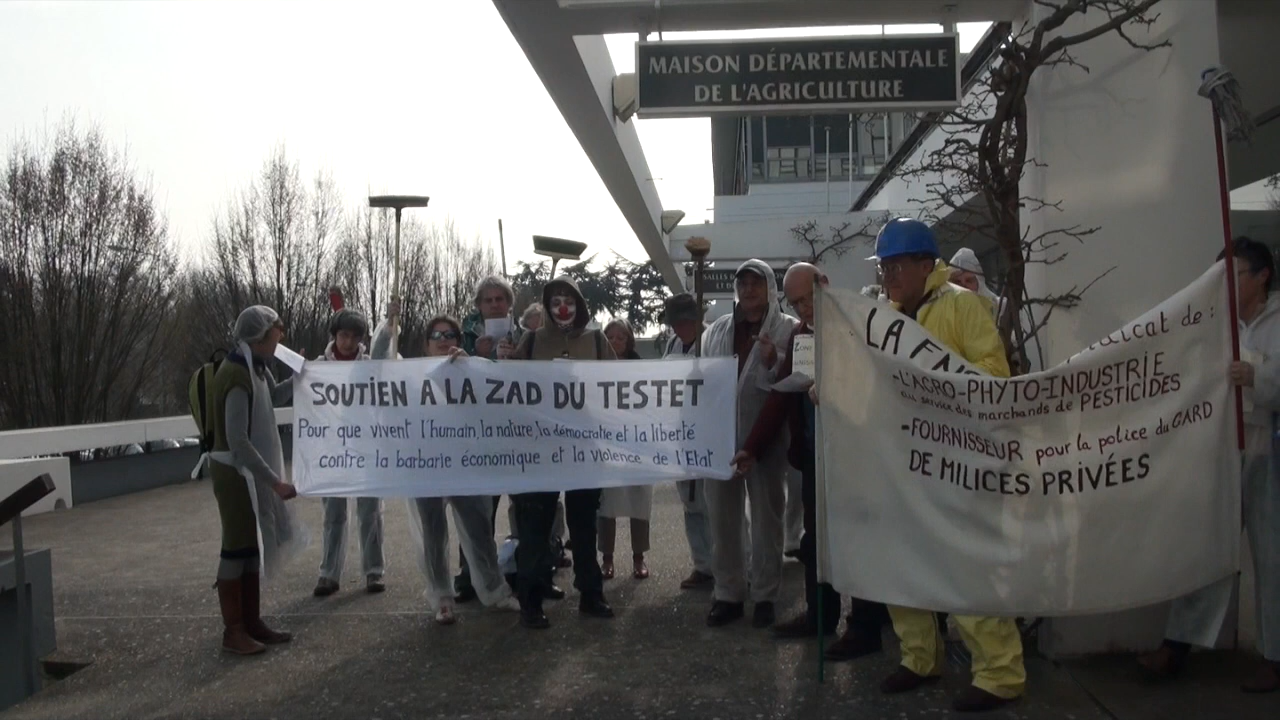 MAISON DÉPARTEMENTALE
DE L'AGRICULTURE
SOUTIEN A LA ZAD DU TESTET
Pour que vivent l'humain, la nature, la démocratie et la liberté
contre la barbarie économique et la violence de l'Etat
LA
de:
-L'AGRO-PHYTO-INDUSTRIE
au service des marchands de PESTICIDES
-FOURNISSEUR pour la police du GARD
DE MILICES PRIVÉES